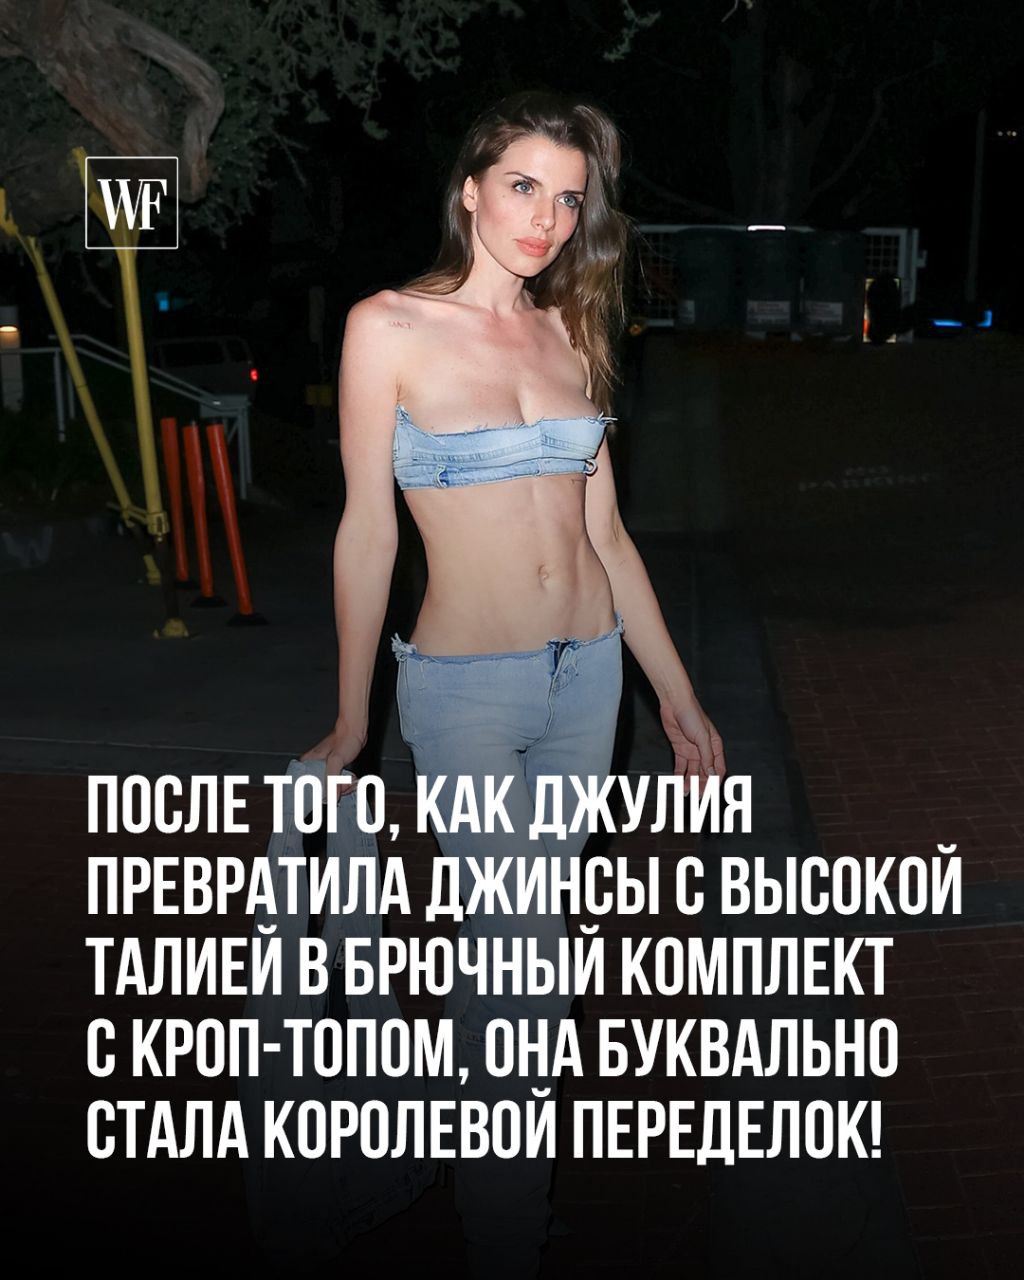 WF
ПОСЛЕ ТОГО, КАК ДЖУЛИЯ
ПРЕВРАТИЛА ДЖИНСЫ С ВЫСОКОЙ
ТАЛИЕЙ В БРЮЧНЫЙ КОМПЛЕКТ
С КРОП-ТОПОМ, ОНА БУКВАЛЬНО
СТАЛА КОРОЛЕВОЙ ПЕРЕДЕЛОК!